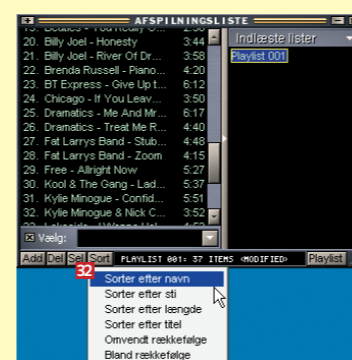 AFSPILNINGSLISTE
20. Billy Joel - Honesty 3:44
21. Billy Joel - River Of Dr... 3:58
22. Brenda Russell - Piano... 4:20
23. BT Express - Give Up t... 6:12
24. Chicago - If You Leav... 3:50
25. Dramatics - Me And Mr... 6:17
26. Dramatics - Treat Me R... 4:40
27. Fat Larrys Band - Stub... 4:48
28. Fat Larrys Band - Zoom 4:15
29. Free - Allright Now 5:27
30. Kool & The Gang - Lad... 5:37
31. Kylie Minogue - Confid... 5:51
32. Kylie Minogue & Nick C... 3:52
Indlæste lister
Playlist 001
Vælg:
Add Del Sel Sort PLAYLIST 001: 37 ITEMS <MODIFIED> Playlist
32
Sorter efter navn
Sorter efter sti
Sorter efter længde
Sorter efter titel
Omvendt rækkefølge
Bland rækkefølge